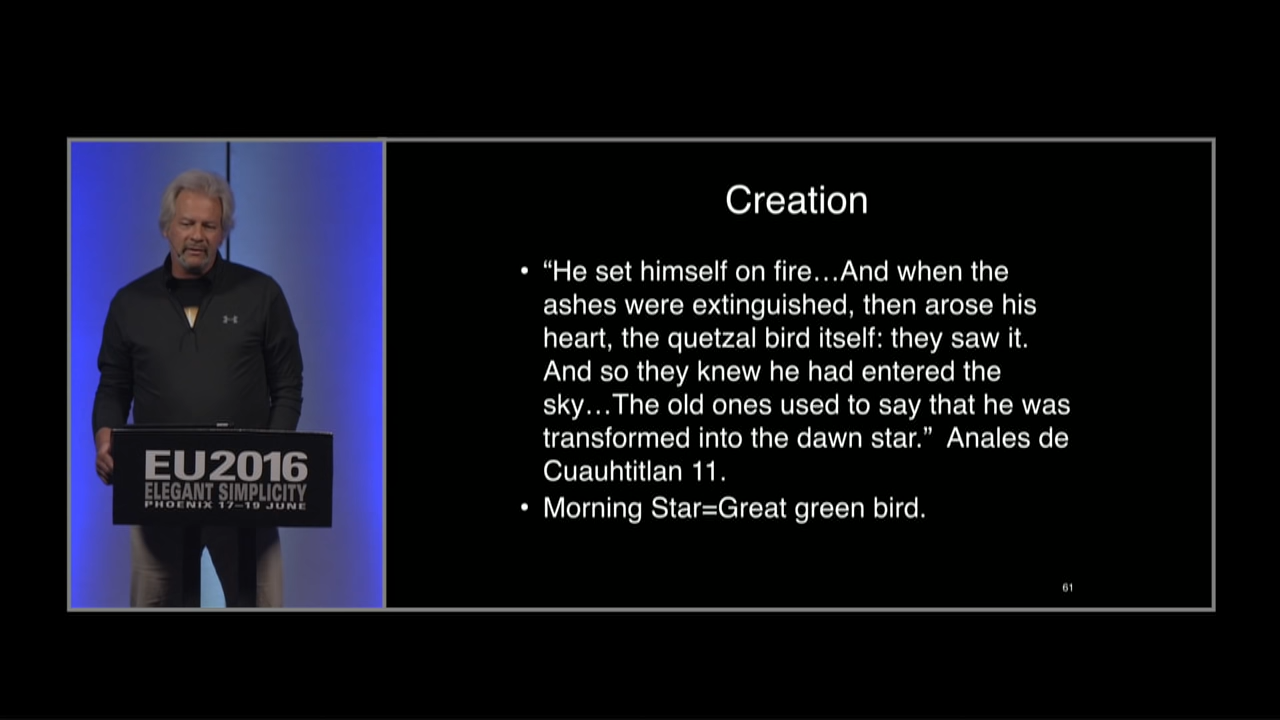 Creation
• “He set himself on fire…And when the
ashes were extinguished, then arose his
heart, the quetzal bird itself: they saw it.
And so they knew he had entered the
sky…The old ones used to say that he was
transformed into the dawn star.”  Anales de
Cuauhtitlan 11.
• Morning Star=Great green bird.
61
EU2016
ELEGANT SIMPLICITY
PHOENIX 17–19 JUNE